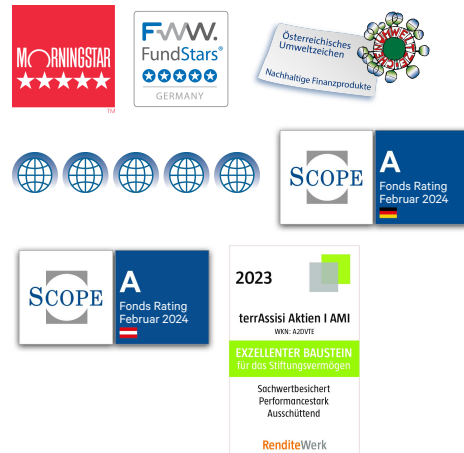 MORNINGSTAR
TM
FWW.
FundStars®
GERMANY
Österreichisches
Umweltzeichen
Nachhaltige Finanzprodukte
UMWELTZEICHEN
SCOPE
A
Fonds Rating
Februar 2024
SCOPE
A
Fonds Rating
Februar 2024
2023
terrAssisi Aktien I AMI
WKN: A2DVTE
EXZELLENTER BAUSTEIN
für das Stiftungsvermögen
Sachwertbesichert
Performancestark
Ausschüttend
RenditeWerk